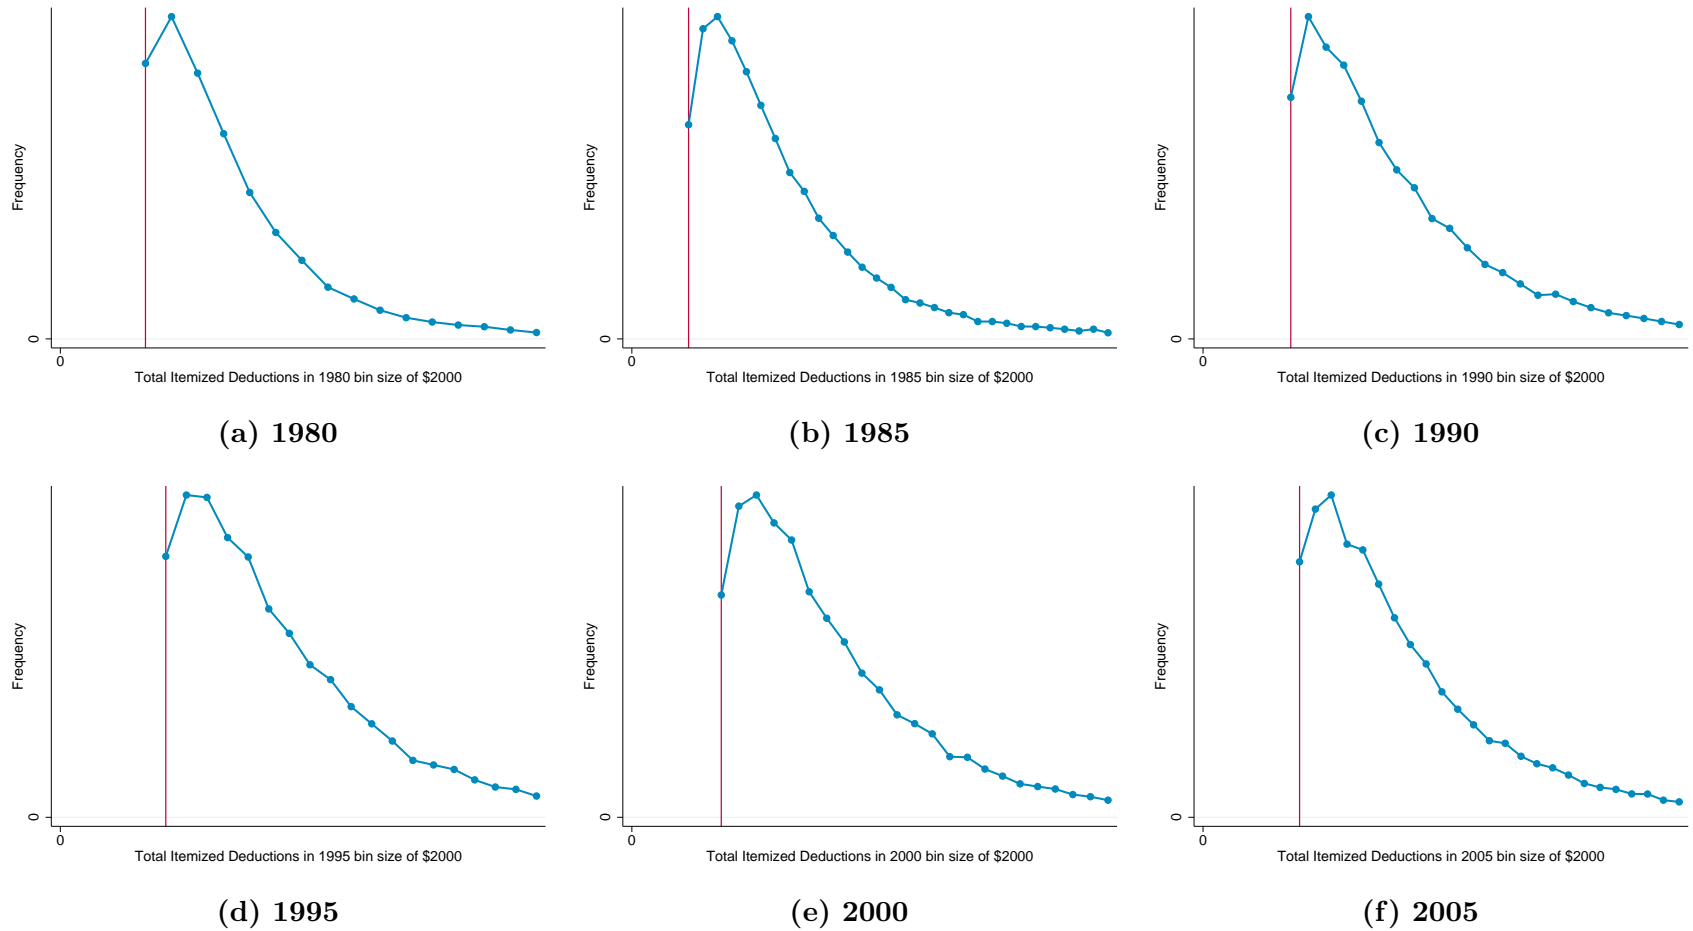 Frequency
0
0
Total Itemized Deductions in 1980 bin size of $2000
(a) 1980
Frequency
0
0
Total Itemized Deductions in 1985 bin size of $2000
(b) 1985
Frequency
0
0
Total Itemized Deductions in 1990 bin size of $2000
(c) 1990
Frequency
0
0
Total Itemized Deductions in 1995 bin size of $2000
(d) 1995
Frequency
0
0
Total Itemized Deductions in 2000 bin size of $2000
(e) 2000
Frequency
0
0
Total Itemized Deductions in 2005 bin size of $2000
(f) 2005